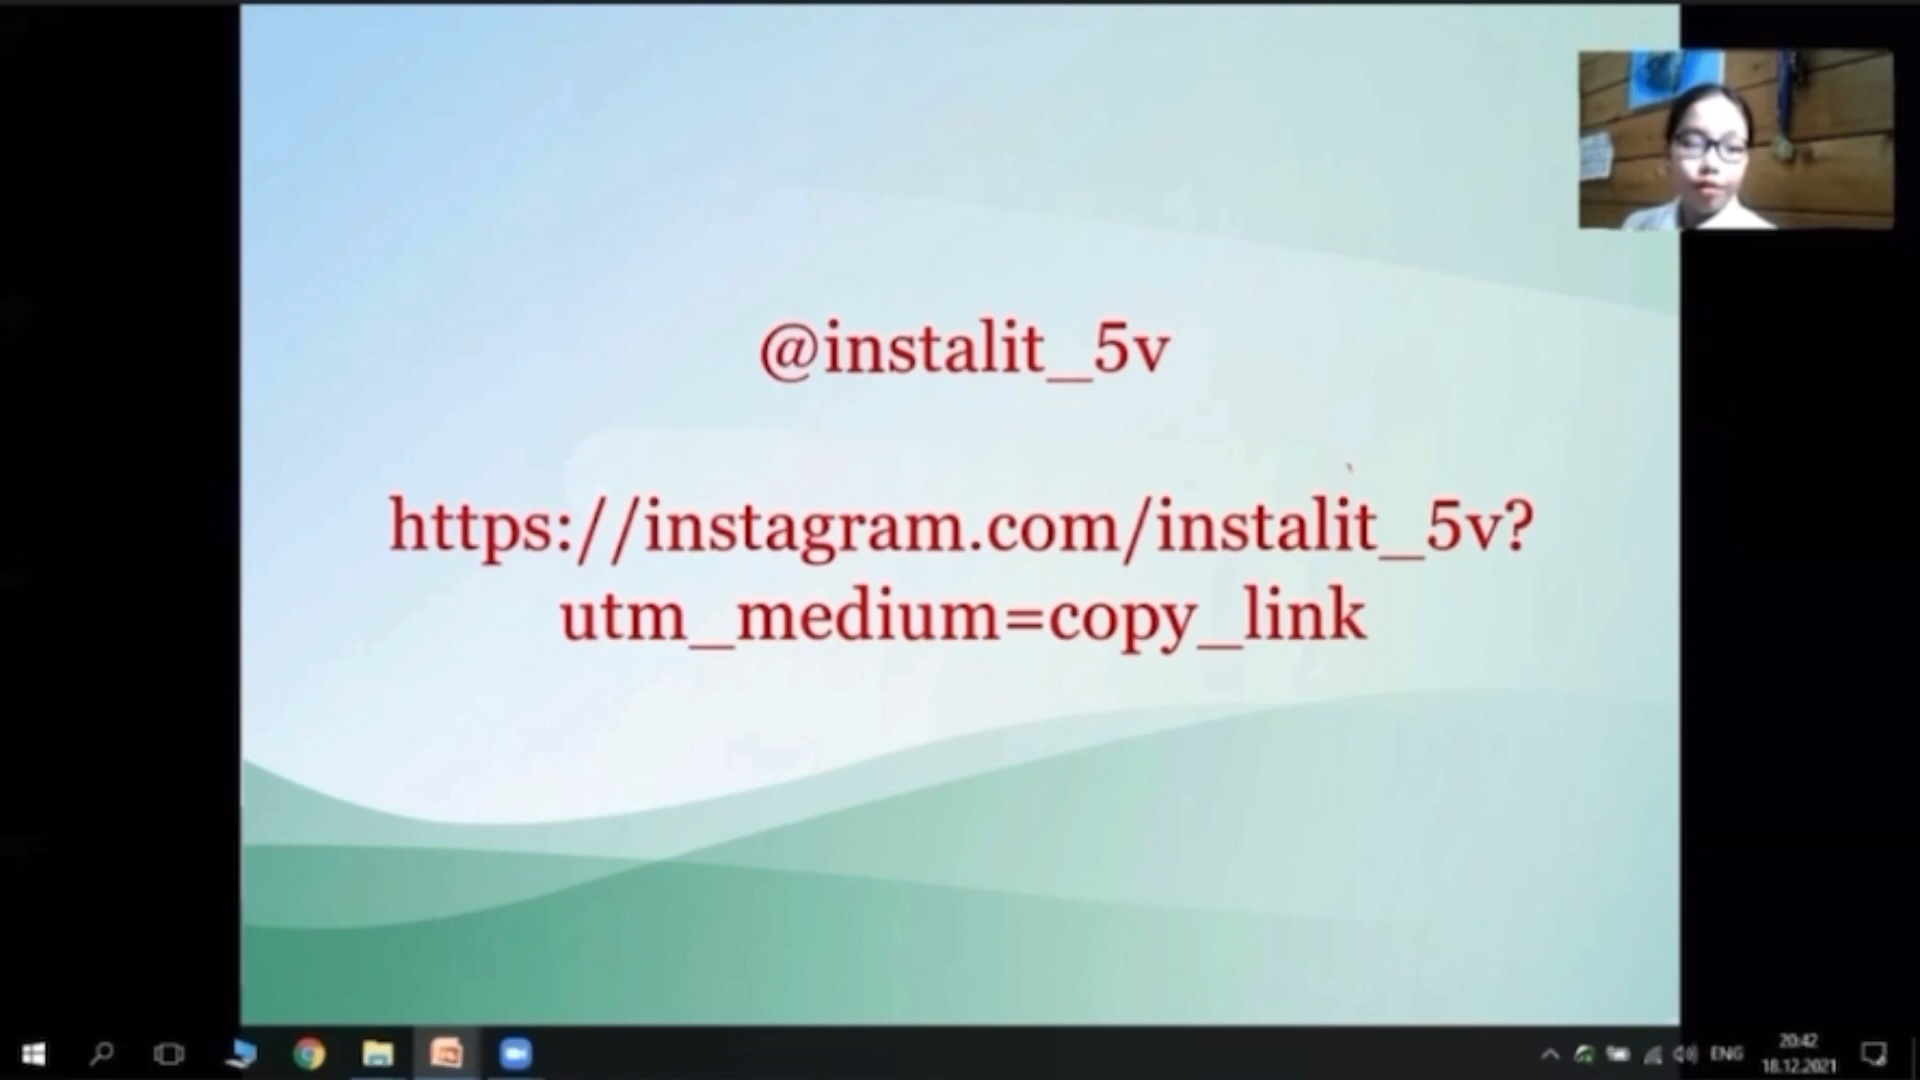 @instalit_5v
https://instagram.com/instalit_5v?
utm_medium=copy_link
ENG
20:42
18.12.2021